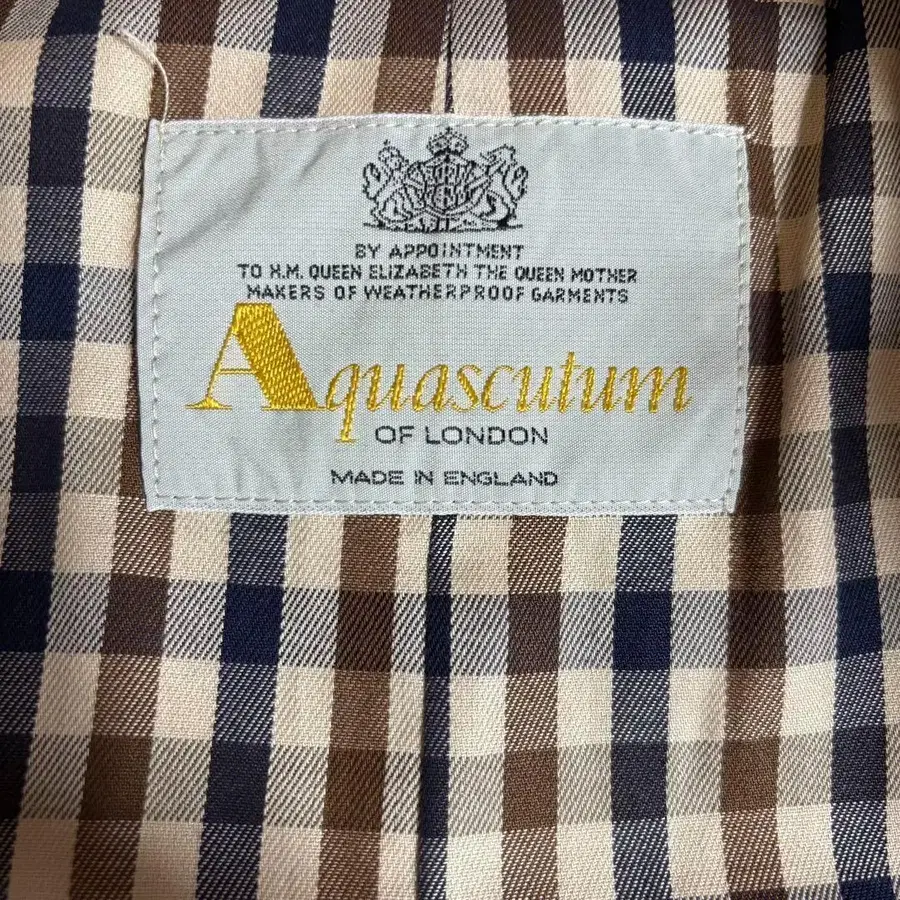 BY APPOINTMENT
TO H.M. QUEEN ELIZABETH THE QUEEN MOTHER
MAKERS OF WEATHERPROOF GARMENTS
Aquascutum
OF LONDON
MADE IN ENGLAND